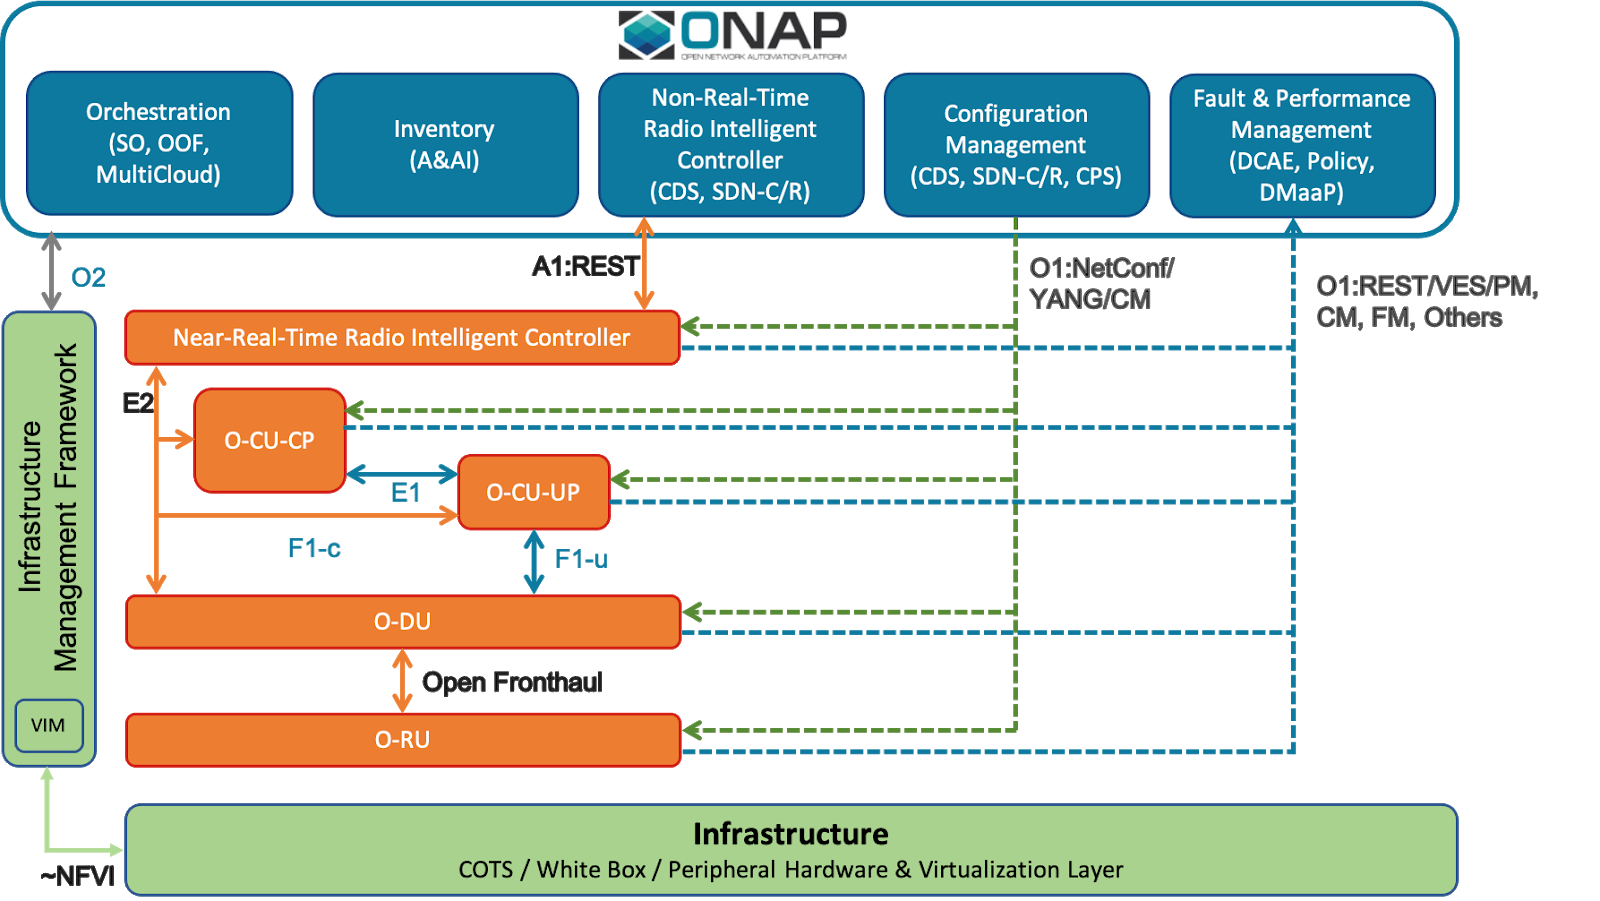 ONAP
OPEN NETWORK AUTOMATION PLATFORM
Orchestration
(SO, OOF,
MultiCloud)
Inventory
(A&AI)
Non-Real-Time
Radio Intelligent
Controller
(CDS, SDN-C/R)
Configuration
Management
(CDS, SDN-C/R, CPS)
Fault & Performance
Management
(DCAE, Policy,
DMaaP)
O2
A1:REST
O1:NetConf/
YANG/CM
O1:REST/VES/PM,
CM, FM, Others
Near-Real-Time Radio Intelligent Controller
E2
O-CU-CP
E1
O-CU-UP
F1-c
F1-u
O-DU
Open Fronthaul
O-RU
Infrastructure
Management Framework
VIM
~NFVI
Infrastructure
COTS / White Box / Peripheral Hardware & Virtualization Layer